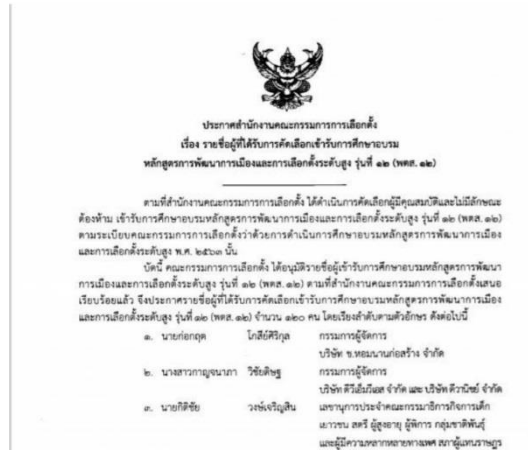 ประกาศสำนักงานคณะกรรมการการเลือกตั้ง
เรื่อง รายชื่อผู้ที่ได้รับการคัดเลือกเข้ารับการศึกษาอบรม
หลักสูตรการพัฒนาการเมืองและการเลือกตั้งระดับสูง รุ่นที่ ๑๒ (พตส. ๑๒)
ตามที่สำนักงานคณะกรรมการการเลือกตั้ง ได้ดำเนินการคัดเลือกผู้มีคุณสมบัติและไม่มีลักษณะ
ต้องห้าม เข้ารับการศึกษาอบรมหลักสูตรการพัฒนาการเมืองและการเลือกตั้งระดับสูง รุ่นที่ ๑๒ (พตส. ๑๒)
ตามระเบียบคณะกรรมการการเลือกตั้งว่าด้วยการดำเนินการศึกษาอบรมหลักสูตรการพัฒนาการเมือง
และการเลือกตั้งระดับสูง พ.ศ. ๒๕๖๓ นั้น
บัดนี้ คณะกรรมการการเลือกตั้ง ได้อนุมัติรายชื่อผู้เข้ารับการศึกษาอบรมหลักสูตรการพัฒนา
การเมืองและการเลือกตั้งระดับสูง รุ่นที่ ๑๒ (พตส. ๑๒) ตามที่สำนักงานคณะกรรมการการเลือกตั้งเสนอ
เรียบร้อยแล้ว จึงประกาศรายชื่อผู้ที่ได้รับการคัดเลือกเข้ารับการศึกษาอบรมหลักสูตรการพัฒนาการเมือง
และการเลือกตั้งระดับสูง รุ่นที่ ๑๒ (พตส. ๑๒) จำนวน ๑๒๐ คน โดยเรียงลำดับตามตัวอักษร ดังต่อไปนี้
๑. นายก่อกฤต โกสีย์ศิริกุล กรรมการผู้จัดการ
บริษัท ข.หอมนานก่อสร้าง จำกัด
๒. นางสาวกาญจนาภา วิชัยดิษฐ กรรมการผู้จัดการ
บริษัท ดีวีเอ็มวีเอส จำกัด และ บริษัท ดีวานิชย์ จำกัด
๓. นายกิติชัย วงษ์เจริญสิน เลขานุการประจำคณะกรรมาธิการกิจการเด็ก
เยาวชน สตรี ผู้สูงอายุ ผู้พิการ กลุ่มชาติพันธุ์
และผู้มีความหลากหลายทางเพศ สภาผู้แทนราษฎร